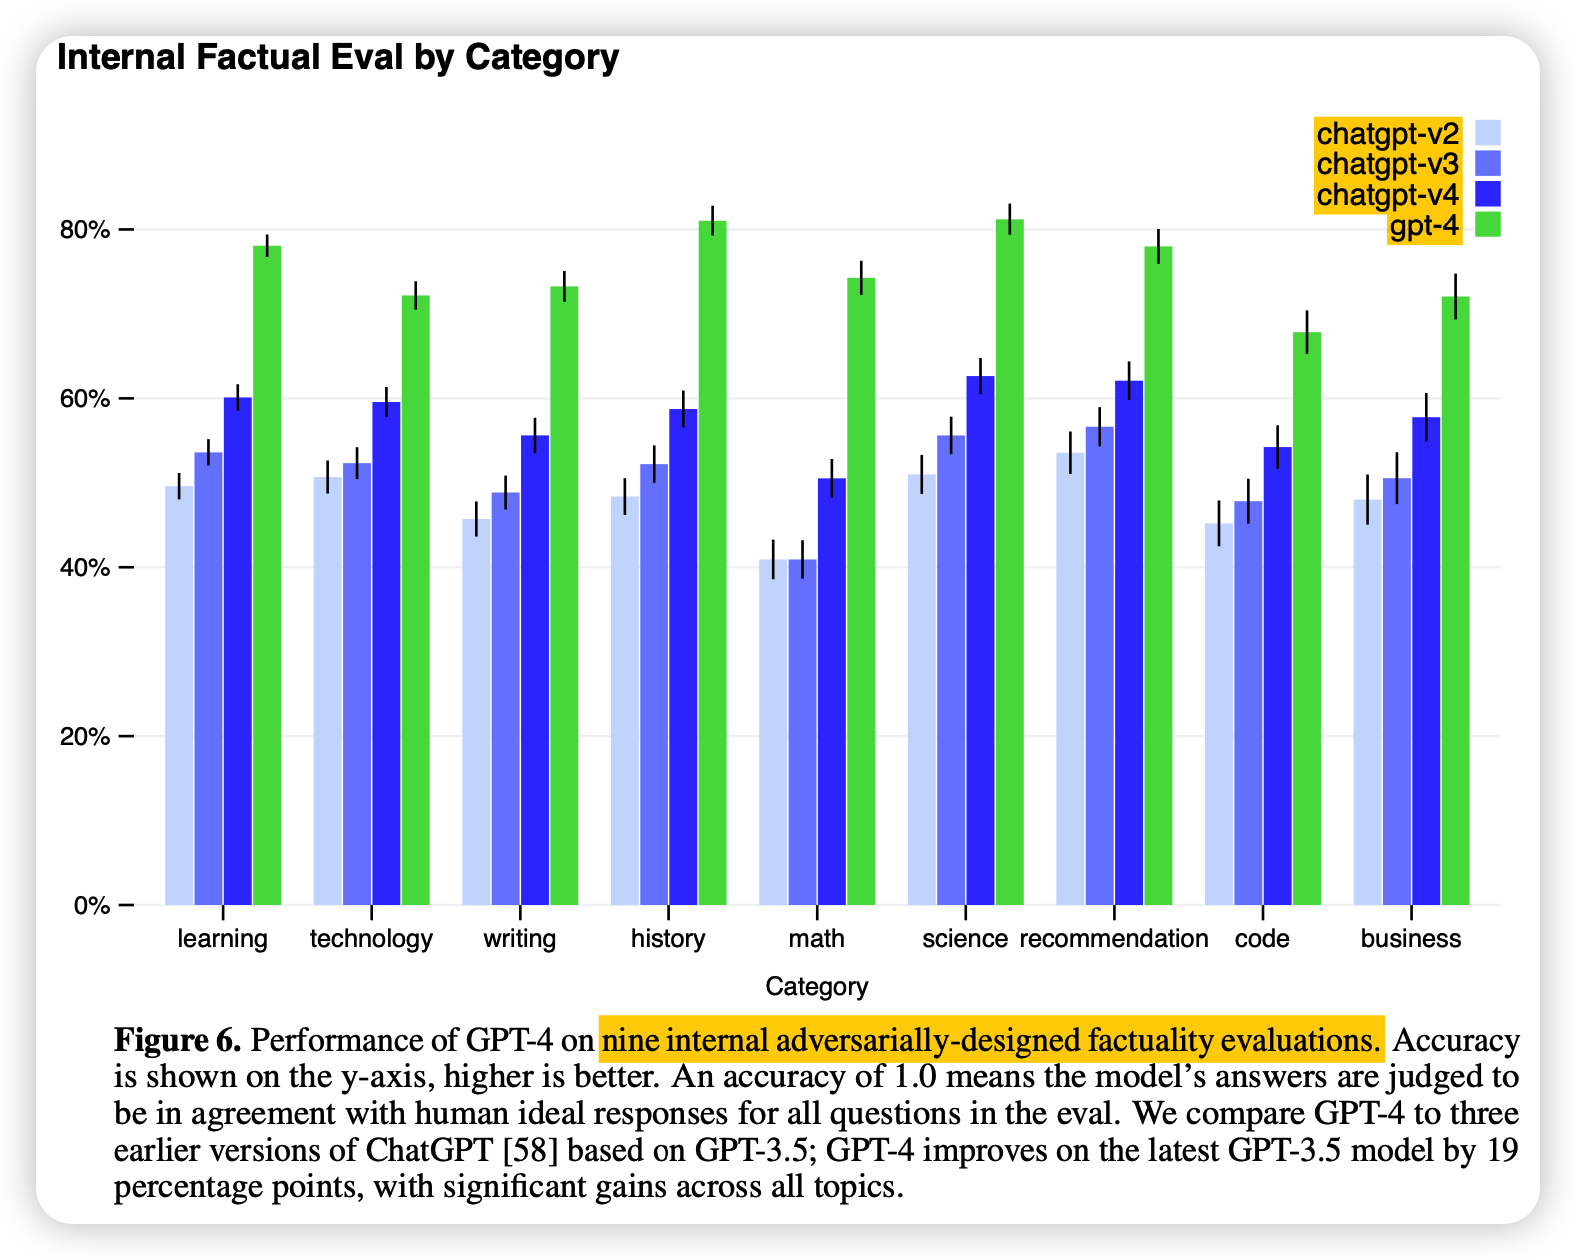 Internal Factual Eval by Category
chatgpt-v2
chatgpt-v3
chatgpt-v4
gpt-4
80%
60%
40%
20%
0%
learning technology writing history math science recommendation code business
Category
Figure 6. Performance of GPT-4 on nine internal adversarially-designed factuality evaluations. Accuracy
is shown on the y-axis, higher is better. An accuracy of 1.0 means the model’s answers are judged to
be in agreement with human ideal responses for all questions in the eval. We compare GPT-4 to three
earlier versions of ChatGPT [58] based on GPT-3.5; GPT-4 improves on the latest GPT-3.5 model by 19
percentage points, with significant gains across all topics.